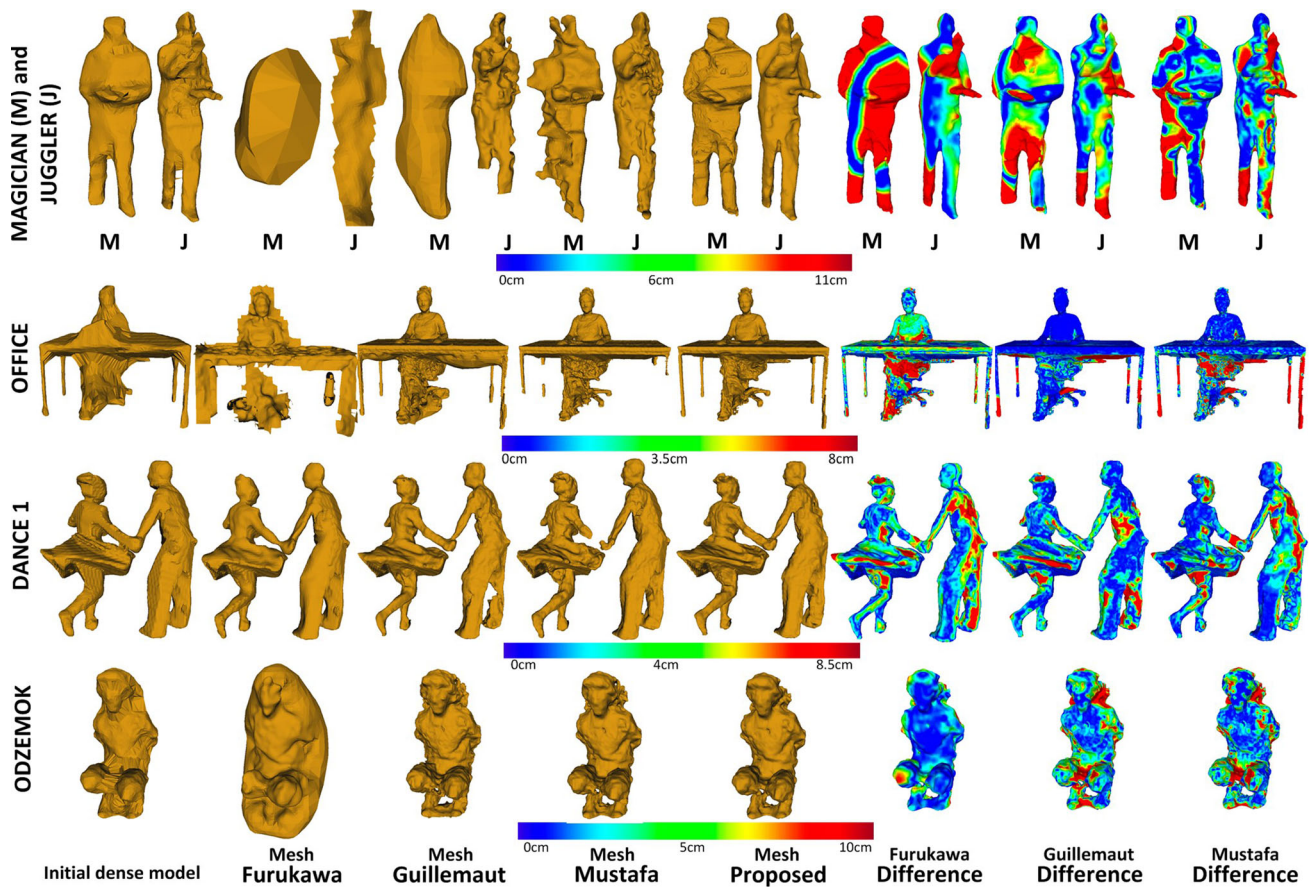 MAGICIAN (M) and
JUGGLER (J)
M J M J M J M J M J M J M J M J
0cm 6cm 11cm
OFFICE
0cm 3.5cm 8cm
DANCE 1
0cm 4cm 8.5cm
ODZEMOK
0cm 5cm 10cm
Initial dense model
Mesh
Furukawa
Mesh
Guillemaut
Mesh
Mustafa
Mesh
Proposed
Furukawa
Difference
Guillemaut
Difference
Mustafa
Difference